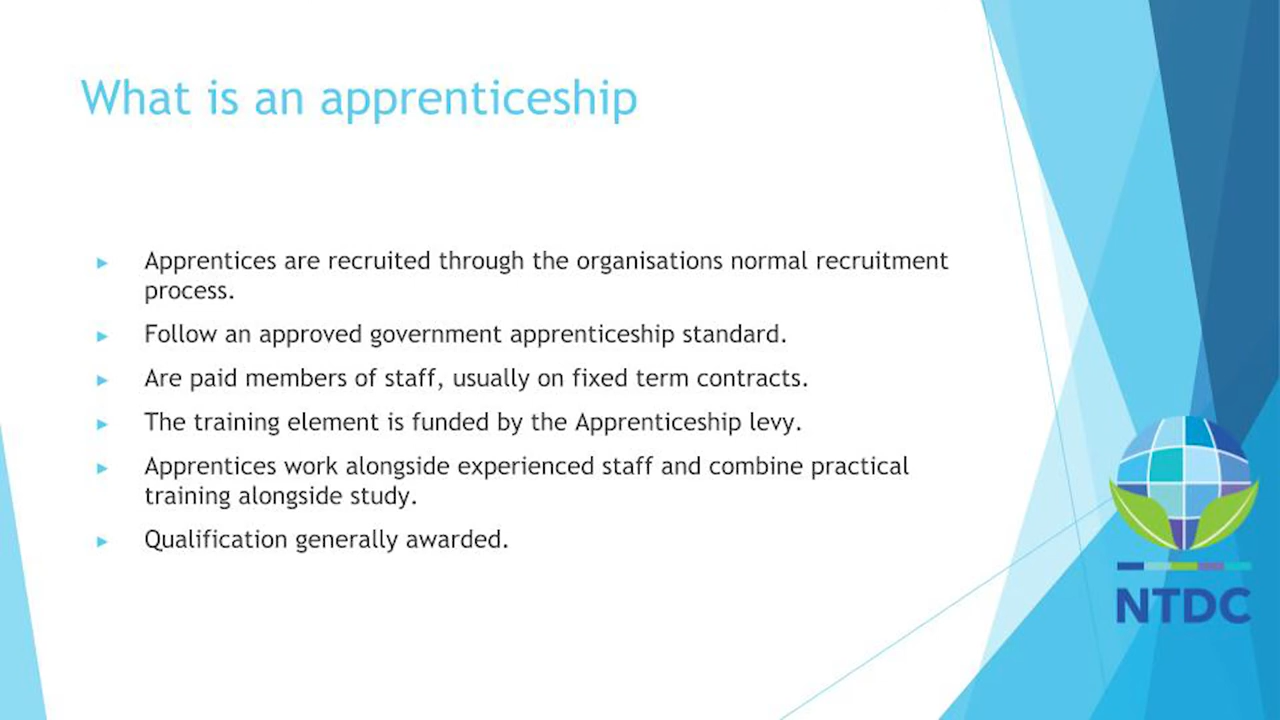 What is an apprenticeship
Apprentices are recruited through the organisations normal recruitment
process.
Follow an approved government apprenticeship standard.
Are paid members of staff, usually on fixed term contracts.
The training element is funded by the Apprenticeship levy.
Apprentices work alongside experienced staff and combine practical
training alongside study.
Qualification generally awarded.
NTDC